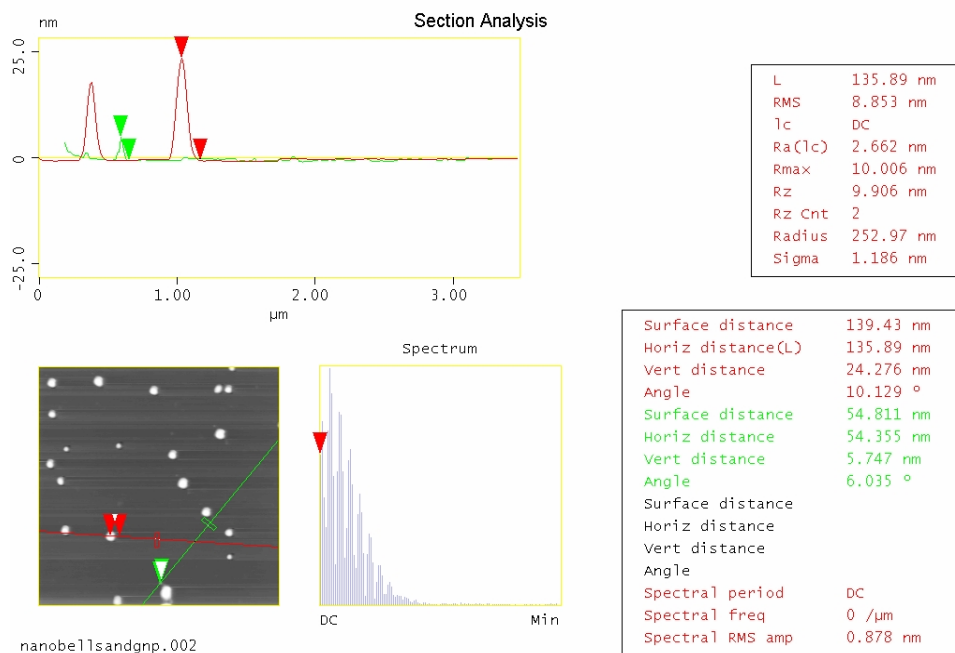 Section Analysis
nm
25.0
0
-25.0
0 1.00 2.00 3.00
µm
L 135.89 nm
RMS 8.853 nm
lc DC
Ra(lc) 2.662 nm
Rmax 10.006 nm
Rz 9.906 nm
Rz Cnt 2
Radius 252.97 nm
Sigma 1.186 nm
Spectrum
DC Min
Surface distance 139.43 nm
Horiz distance(L) 135.89 nm
Vert distance 24.276 nm
Angle 10.129 º
Surface distance 54.811 nm
Horiz distance 54.355 nm
Vert distance 5.747 nm
Angle 6.035 º
Surface distance
Horiz distance
Vert distance
Angle
Spectral period DC
Spectral freq 0 /µm
Spectral RMS amp 0.878 nm
nanobellsandgnp.002